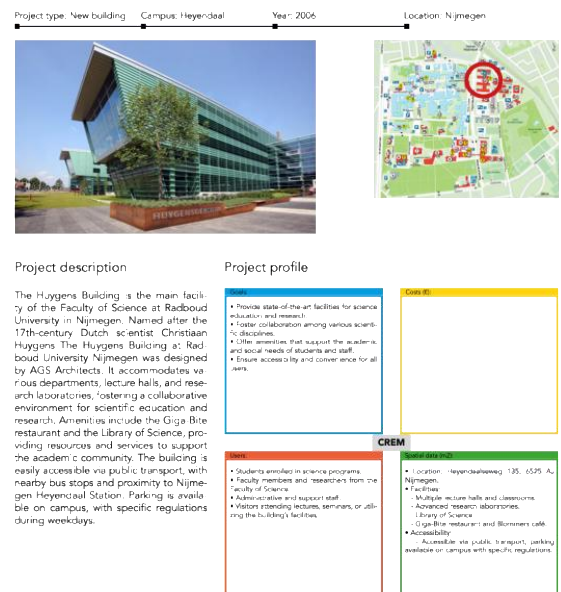 Project type: New building Campus: Heyendaal Year: 2006 Location: Nijmegen
HUYGENSGEBOUW
Project description
The Huygens Building is the main facili-
ty of the Faculty of Science at Radboud
University in Nijmegen. Named after the
17th-century Dutch scientist Christiaan
Huygens The Huygens Building at Rad-
boud University Nijmegen was designed
by AGS Architects. It accommodates va-
rious departments, lecture halls, and rese-
arch laboratories, fostering a collaborative
environment for scientific education and
research. Amenities include the Giga Bite
restaurant and the Library of Science, pro-
viding resources and services to support
the academic community. The building is
easily accessible via public transport, with
nearby bus stops and proximity to Nijme-
gen Heyendaal Station. Parking is availa-
ble on campus, with specific regulations
during weekdays.
Project profile
Goals:
• Provide state-of-the-art facilities for science
education and research.
• Foster collaboration among various scienti-
fic disciplines.
• Offer amenities that support the academic
and social needs of students and staff.
• Ensure accessibility and convenience for all
users.
Costs (€):
CREM
Users:
• Students enrolled in science programs.
• Faculty members and researchers from the
Faculty of Science.
• Administrative and support staff
• Visitors attending lectures, seminars, or utili-
zing the building's facilities.
Spatial data (m2):
• Location: Heyendaalseweg 135, 6525 AJ,
Nijmegen.
• Facilities:
- Multiple lecture halls and classrooms.
- Advanced research laboratories.
Library of Science
- Giga-Bite restaurant and café.
• Accessibility:
- Accessible via public transport, parking
available on campus with specific regulations.